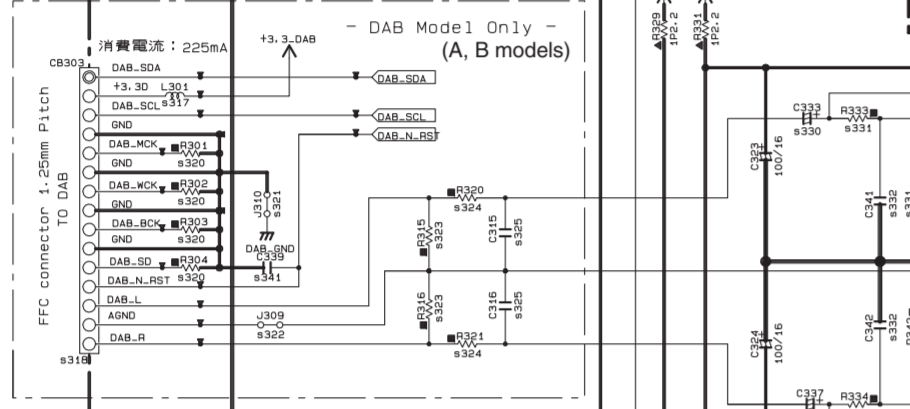 - DAB Model Only -
(A, B models)
消費電流：225mA
+3.3_DAB
CB303
FFC connector 1.25mm Pitch
TO DAB
DAB_SDA
+3.3D
L301
s317
DAB_SCL
GND
DAB_MCK
R301
s320
GND
DAB_WCK
R302
s320
GND
DAB_BCK
R303
s320
GND
DAB_SD
R304
s320
DAB_N_RST
DAB_L
AGND
DAB_R
s318
DAB_SDA
DAB_SCL
DAB_N_RST
J310
s321
DAB_GND
C339
s341
J309
s322
R320
s324
R315
s323
C315
s325
R316
s323
C316
s325
R321
s324
R329
1P2.2
R331
1P2.2
C333
s330
R333
s331
C323
100/16
C341
s332
s331
C324
100/16
C342
s332
C337
R334